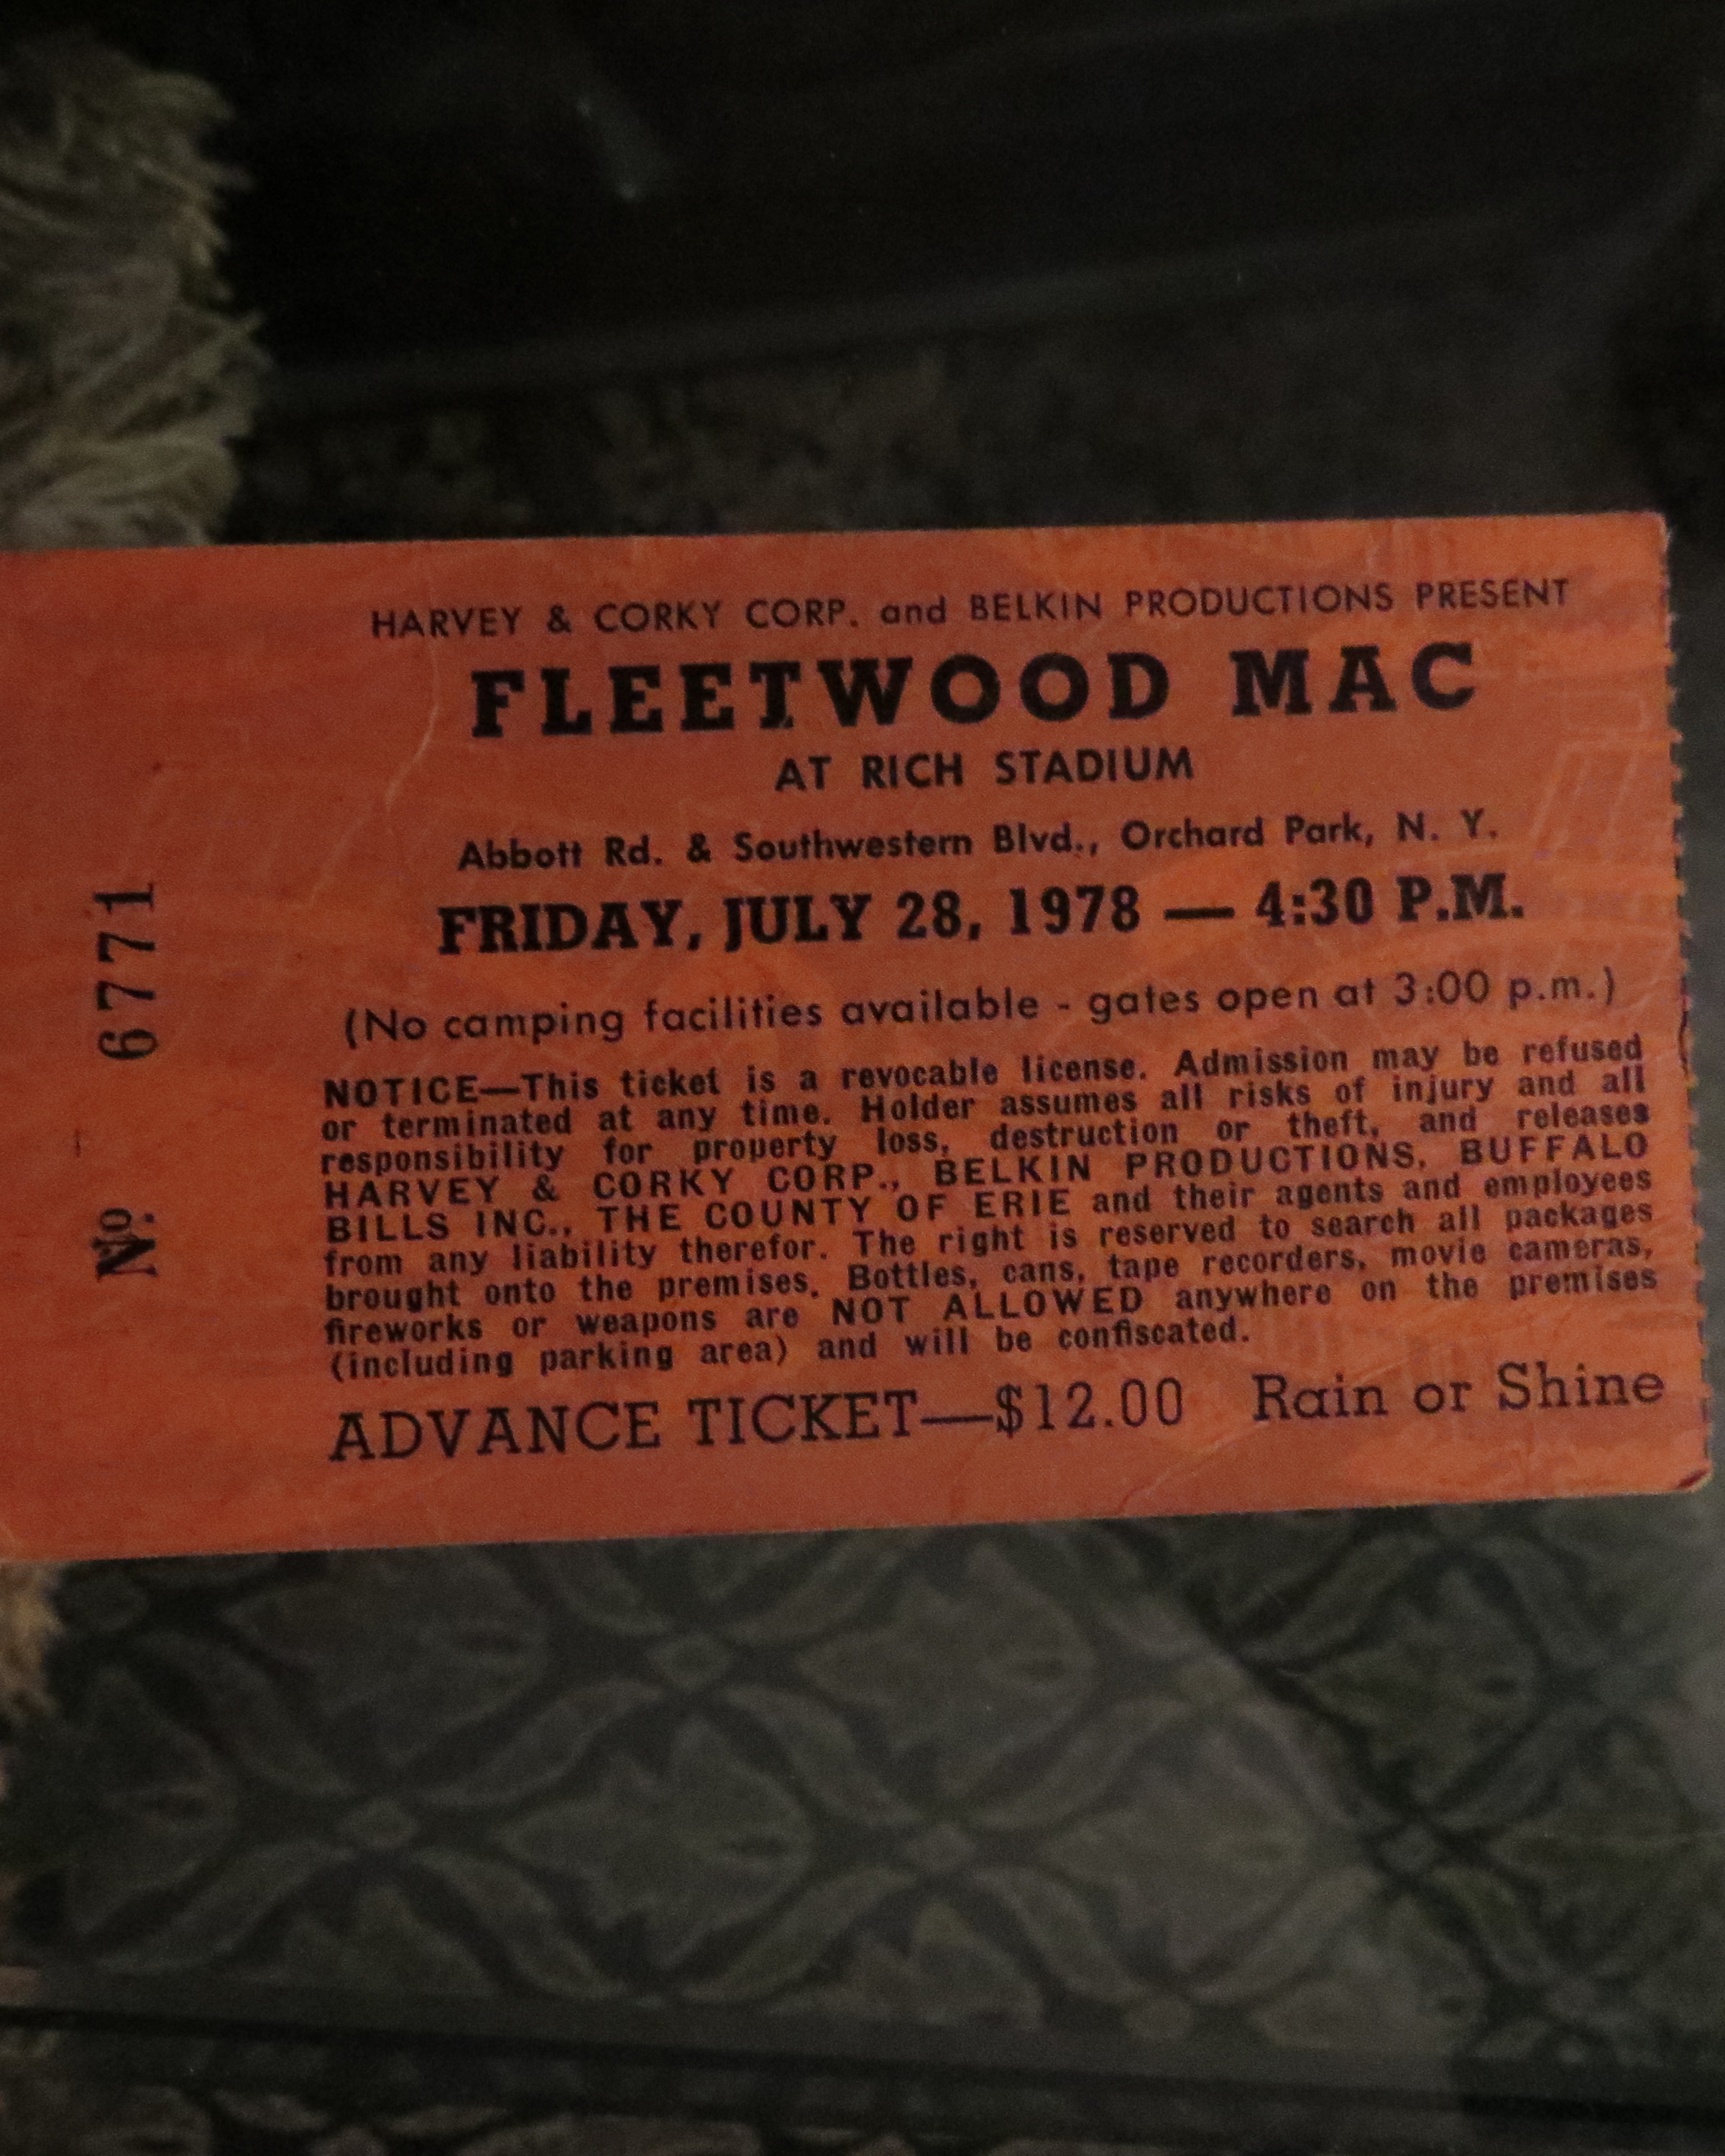 HARVEY & CORKY CORP. and BELKIN PRODUCTIONS PRESENT
FLEETWOOD MAC
AT RICH STADIUM
Abbott Rd. & Southwestern Blvd., Orchard Park, N. Y.
FRIDAY, JULY 28, 1978 — 4:30 P.M.
(No camping facilities available - gates open at 3:00 p.m.)
NOTICE—This ticket is a revocable license. Admission may be refused
or terminated at any time. Holder assumes all risks of injury and all
responsibility for property loss, destruction or theft, and releases
HARVEY & CORKY CORP., BELKIN PRODUCTIONS, BUFFALO
BILLS INC., THE COUNTY OF ERIE and their agents and employees
from any liability therefor. The right is reserved to search all packages
brought onto the premises. Bottles, cans, tape recorders, movie cameras,
fireworks or weapons are NOT ALLOWED anywhere on the premises
(including parking area) and will be confiscated.
ADVANCE TICKET—$12.00 Rain or Shine
No. 6771